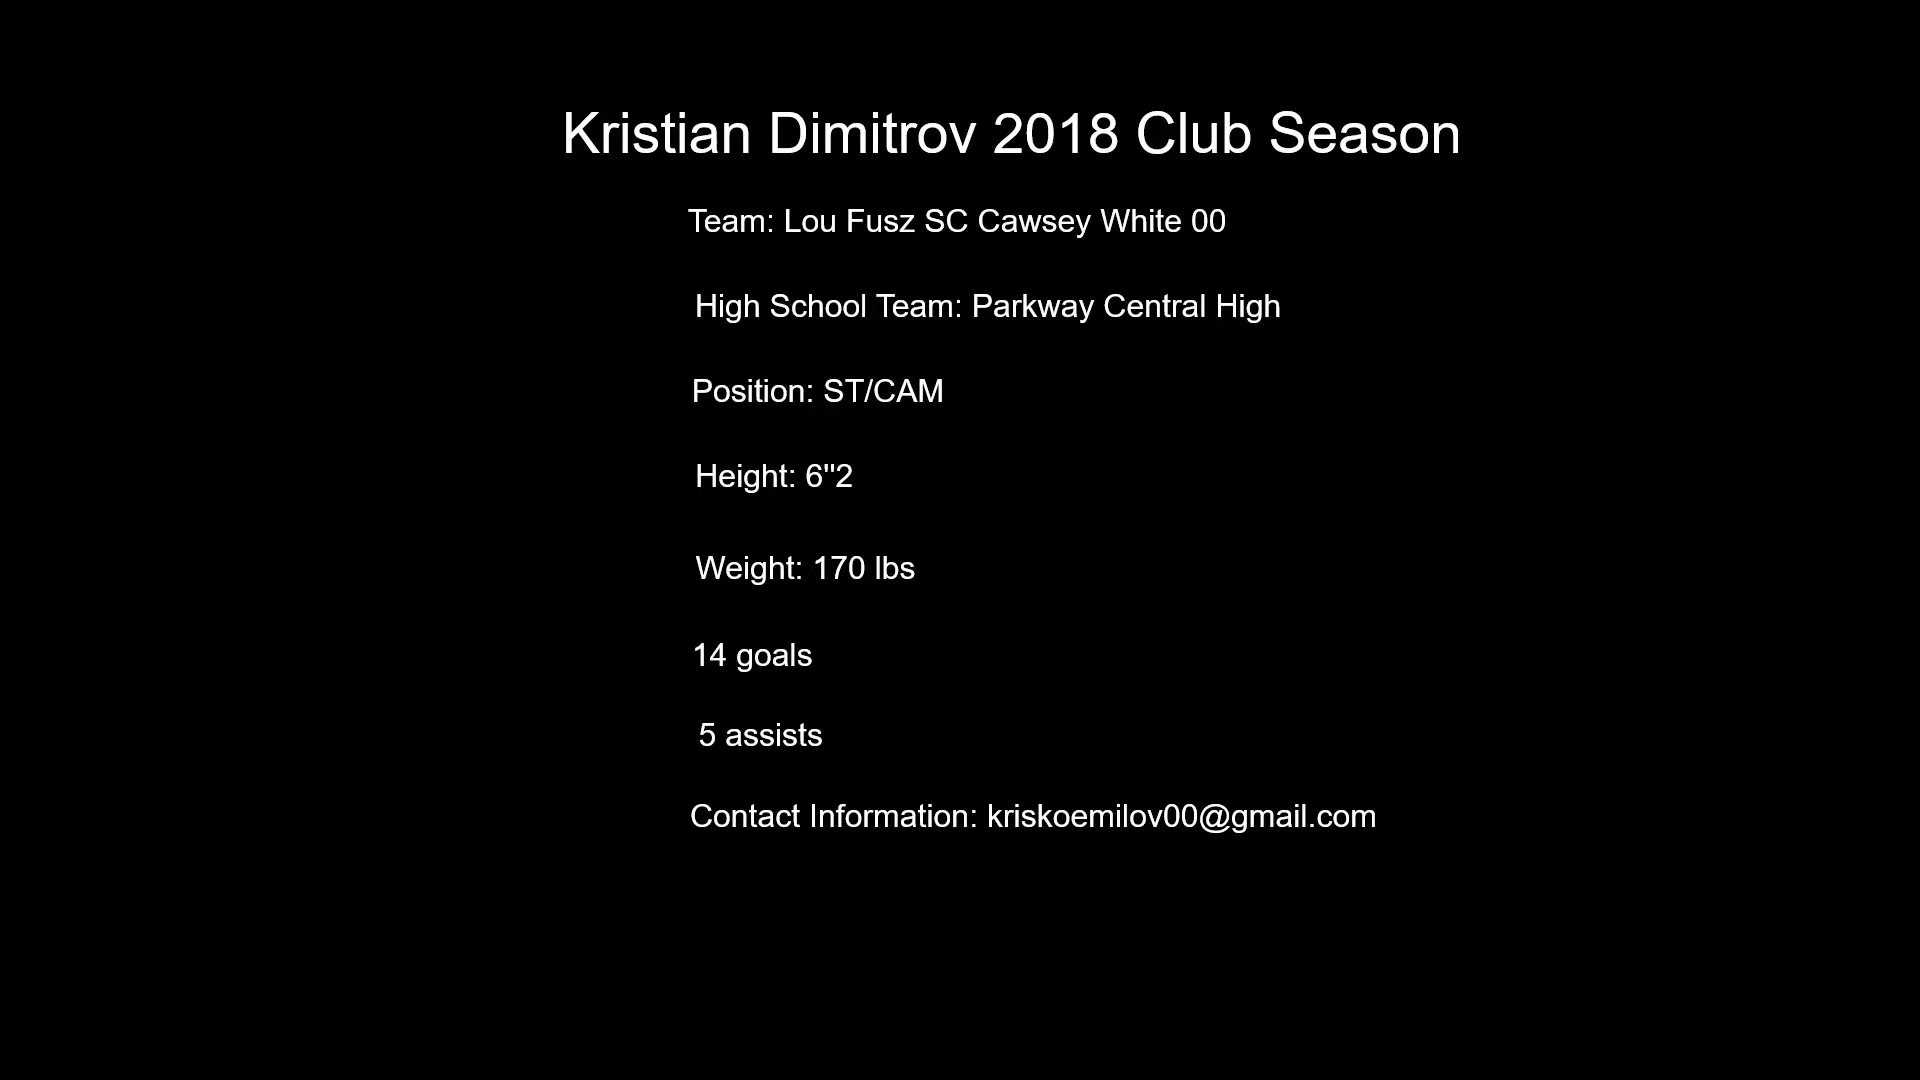 Kristian Dimitrov 2018 Club Season
Team: Lou Fusz SC Cawsey White 00
High School Team: Parkway Central High
Position: ST/CAM
Height: 6"2
Weight: 170 lbs
14 goals
5 assists
Contact Information: kriskoemilov00@gmail.com